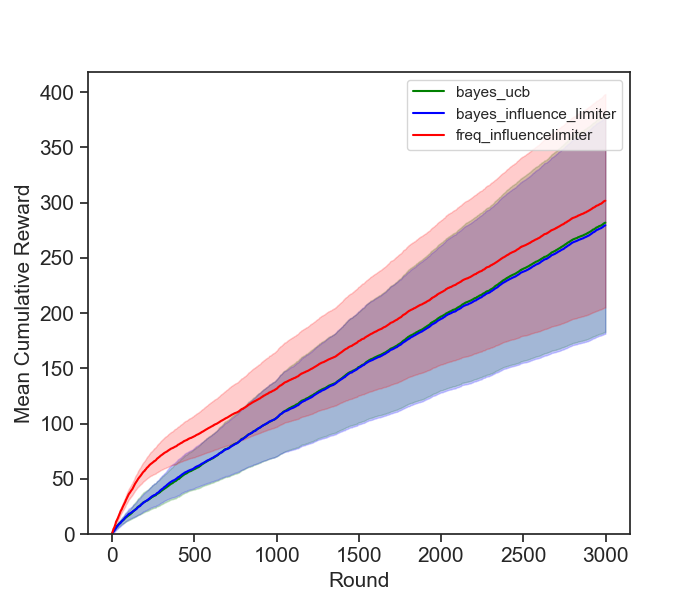 400
350
300
250
200
150
100
50
0
Mean Cumulative Reward
bayes_ucb
bayes_influence_limiter
freq_influencelimiter
0 500 1000 1500 2000 2500 3000
Round